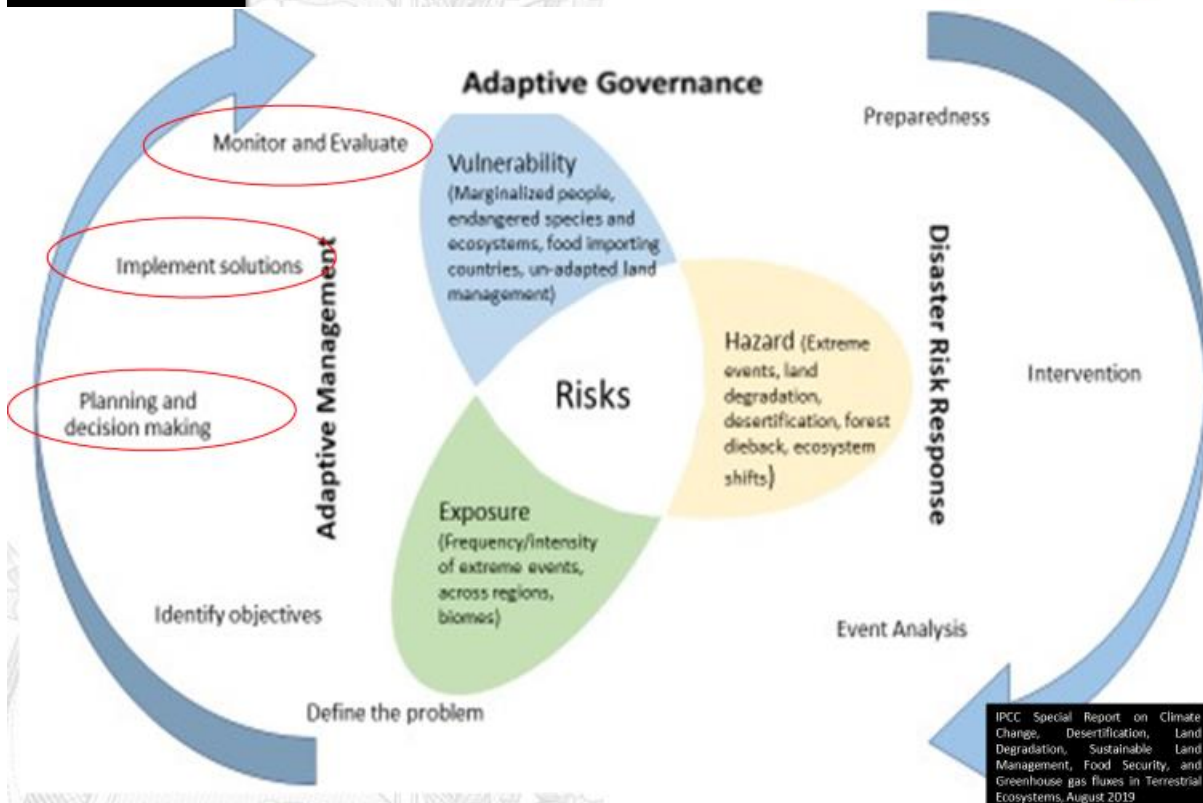 Adaptive Governance
Monitor and Evaluate
Implement solutions
Planning and
decision making
Identify objectives
Define the problem
Adaptive Management
Vulnerability
(Marginalized people,
endangered species and
ecosystems, food importing
countries, un-adapted land
management)
Risks
Hazard (Extreme
events, land
degradation,
desertification, forest
dieback, ecosystem
shifts)
Exposure
(Frequency/intensity
of extreme events,
across regions,
biomes)
Disaster Risk Response
Preparedness
Intervention
Event Analysis
IPCC Special Report on Climate
Change, Desertification, Land
Degradation, Sustainable Land
Management, Food Security, and
Greenhouse gas fluxes in Terrestrial
Ecosystems, August 2019